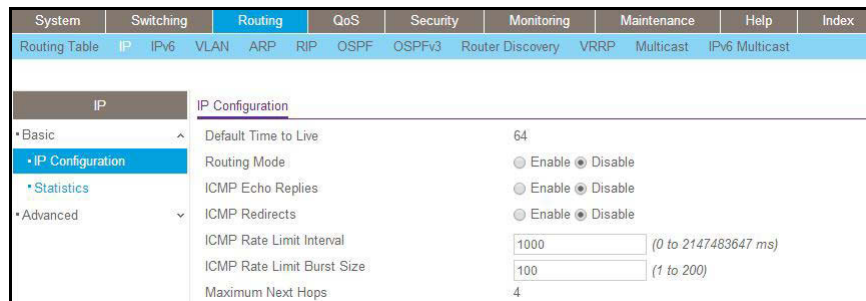 System Switching Routing QoS Security Monitoring Maintenance Help Index
Routing Table IP IPv6 VLAN ARP RIP OSPF OSPFv3 Router Discovery VRRP Multicast IPv6 Multicast
IP
IP Configuration
Basic
Default Time to Live 64
IP Configuration
Routing Mode Enable Disable
Statistics
ICMP Echo Replies Enable Disable
Advanced
ICMP Redirects Enable Disable
ICMP Rate Limit Interval 1000 (0 to 2147483647 ms)
ICMP Rate Limit Burst Size 100 (1 to 200)
Maximum Next Hops 4